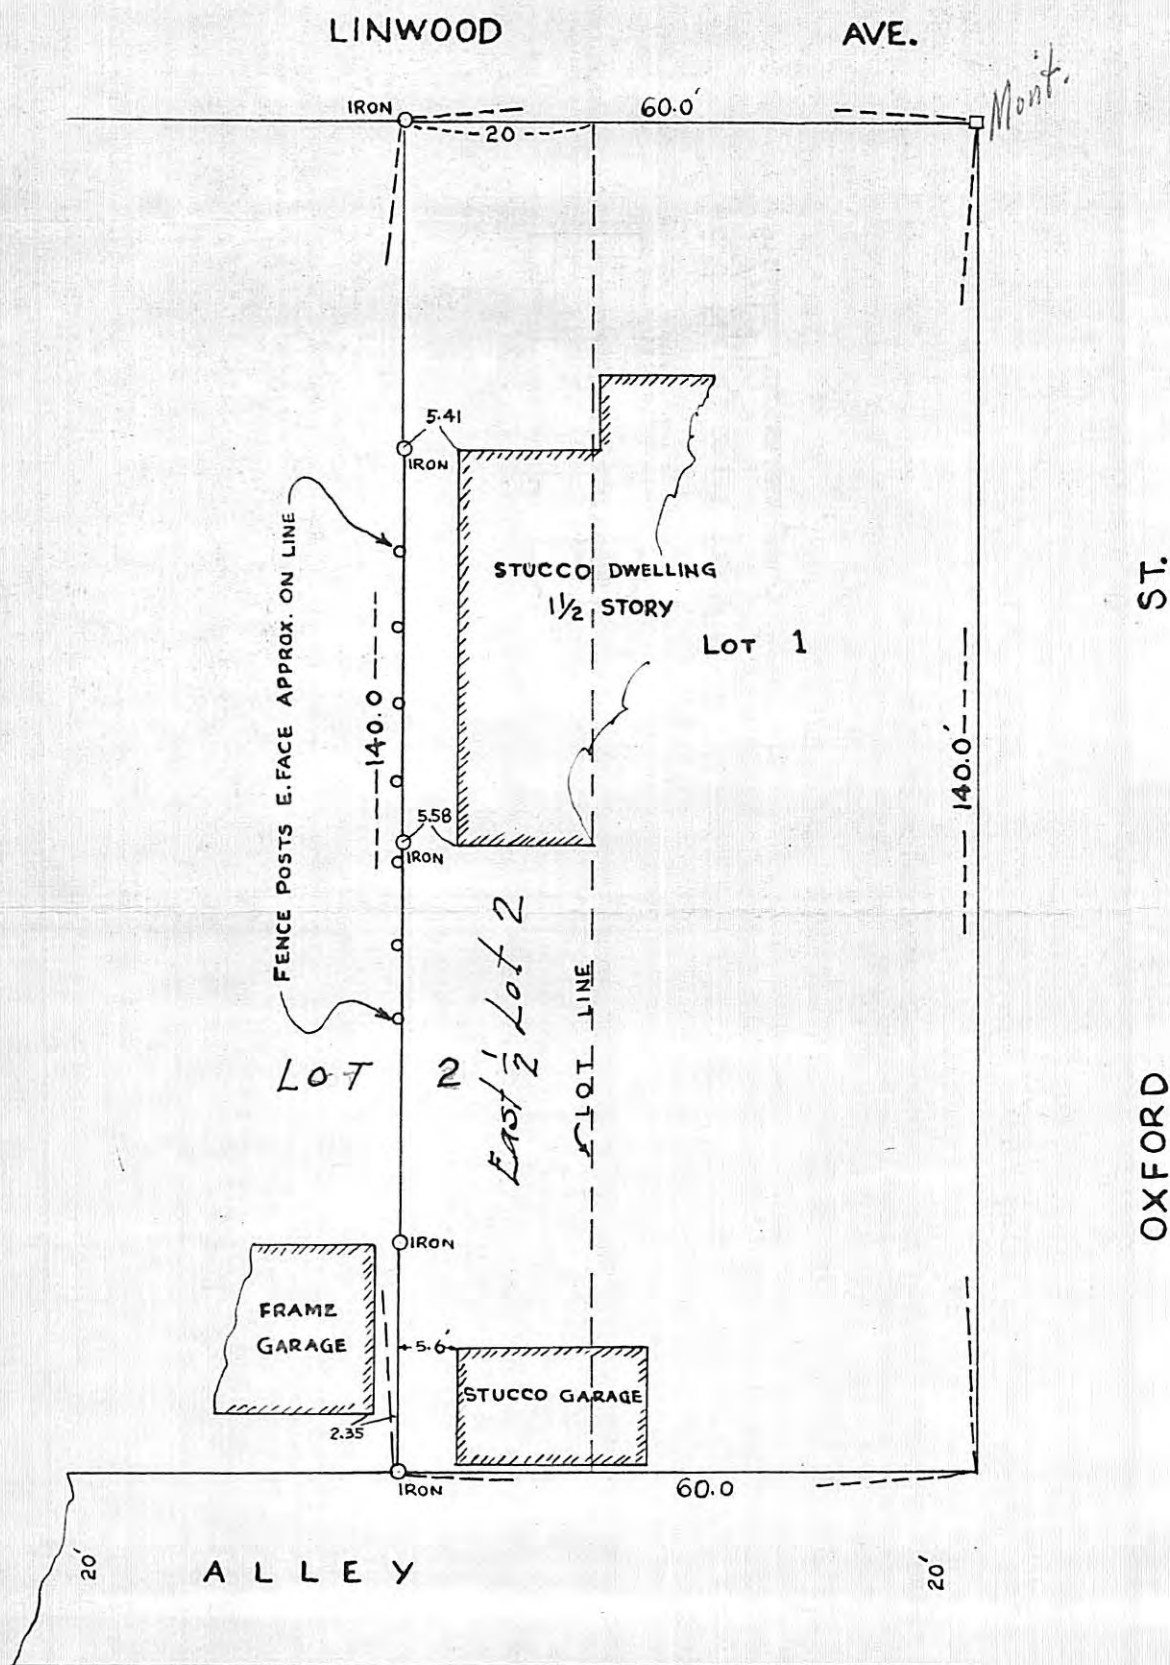 LINWOOD AVE.
Mont.
IRON
60.0'
20
5.41
IRON
FENCE POSTS E. FACE APPROX. ON LINE
STUCCO DWELLING
1½ STORY
LOT 1
ST.
140.0
140.0'
5.58
IRON
East ½ Lot 2
LOT LINE
LOT 2
OXFORD
IRON
FRAME
GARAGE
5.6'
STUCCO GARAGE
2.35
IRON
60.0
20'
ALLEY
20'